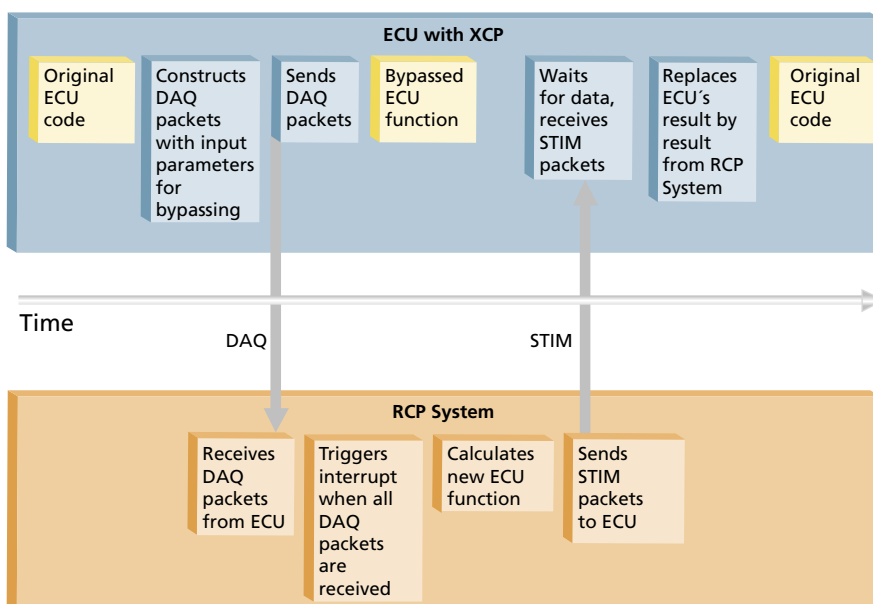 ECU with XCP
Original
ECU
code
Constructs
DAQ
packets
with input
parameters
for
bypassing
Sends
DAQ
packets
Bypassed
ECU
function
Waits
for data,
receives
STIM
packets
Replaces
ECU´s
result by
result
from RCP
System
Original
ECU
code
Time
DAQ
STIM
RCP System
Receives
DAQ
packets
from ECU
Triggers
interrupt
when all
DAQ
packets
are
received
Calculates
new ECU
function
Sends
STIM
packets
to ECU